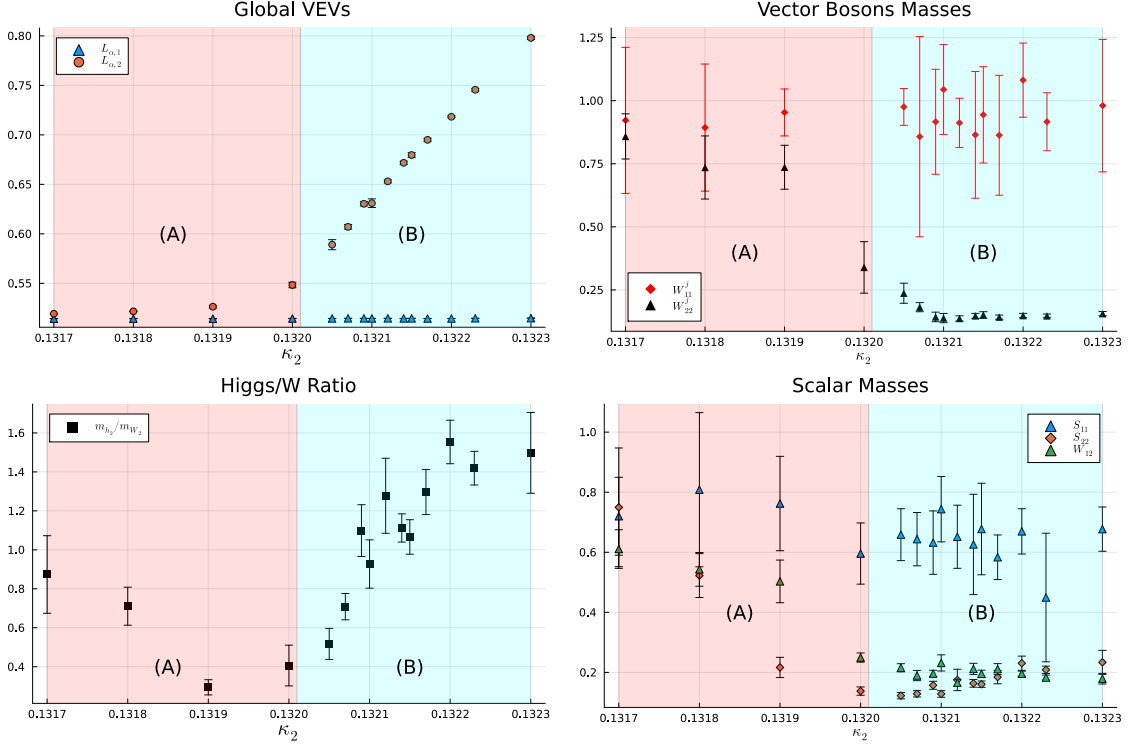 Global VEVs
0.80
0.75
0.70
0.65
0.60
0.55
L_{α,1}
L_{α,2}
(A)
(B)
0.1317
0.1318
0.1319
0.1320
0.1321
0.1322
0.1323
κ_2
Vector Bosons Masses
1.25
1.00
0.75
0.50
0.25
(A)
(B)
W_{11}^j
W_{22}^j
0.1317
0.1318
0.1319
0.1320
0.1321
0.1322
0.1323
κ_2
Higgs/W Ratio
1.6
1.4
1.2
1.0
0.8
0.6
0.4
m_{h_2}/m_{W_2}
(A)
(B)
0.1317
0.1318
0.1319
0.1320
0.1321
0.1322
0.1323
κ_2
Scalar Masses
1.0
0.8
0.6
0.4
0.2
S_{11}
S_{22}
W_{12}
(A)
(B)
0.1317
0.1318
0.1319
0.1320
0.1321
0.1322
0.1323
κ_2